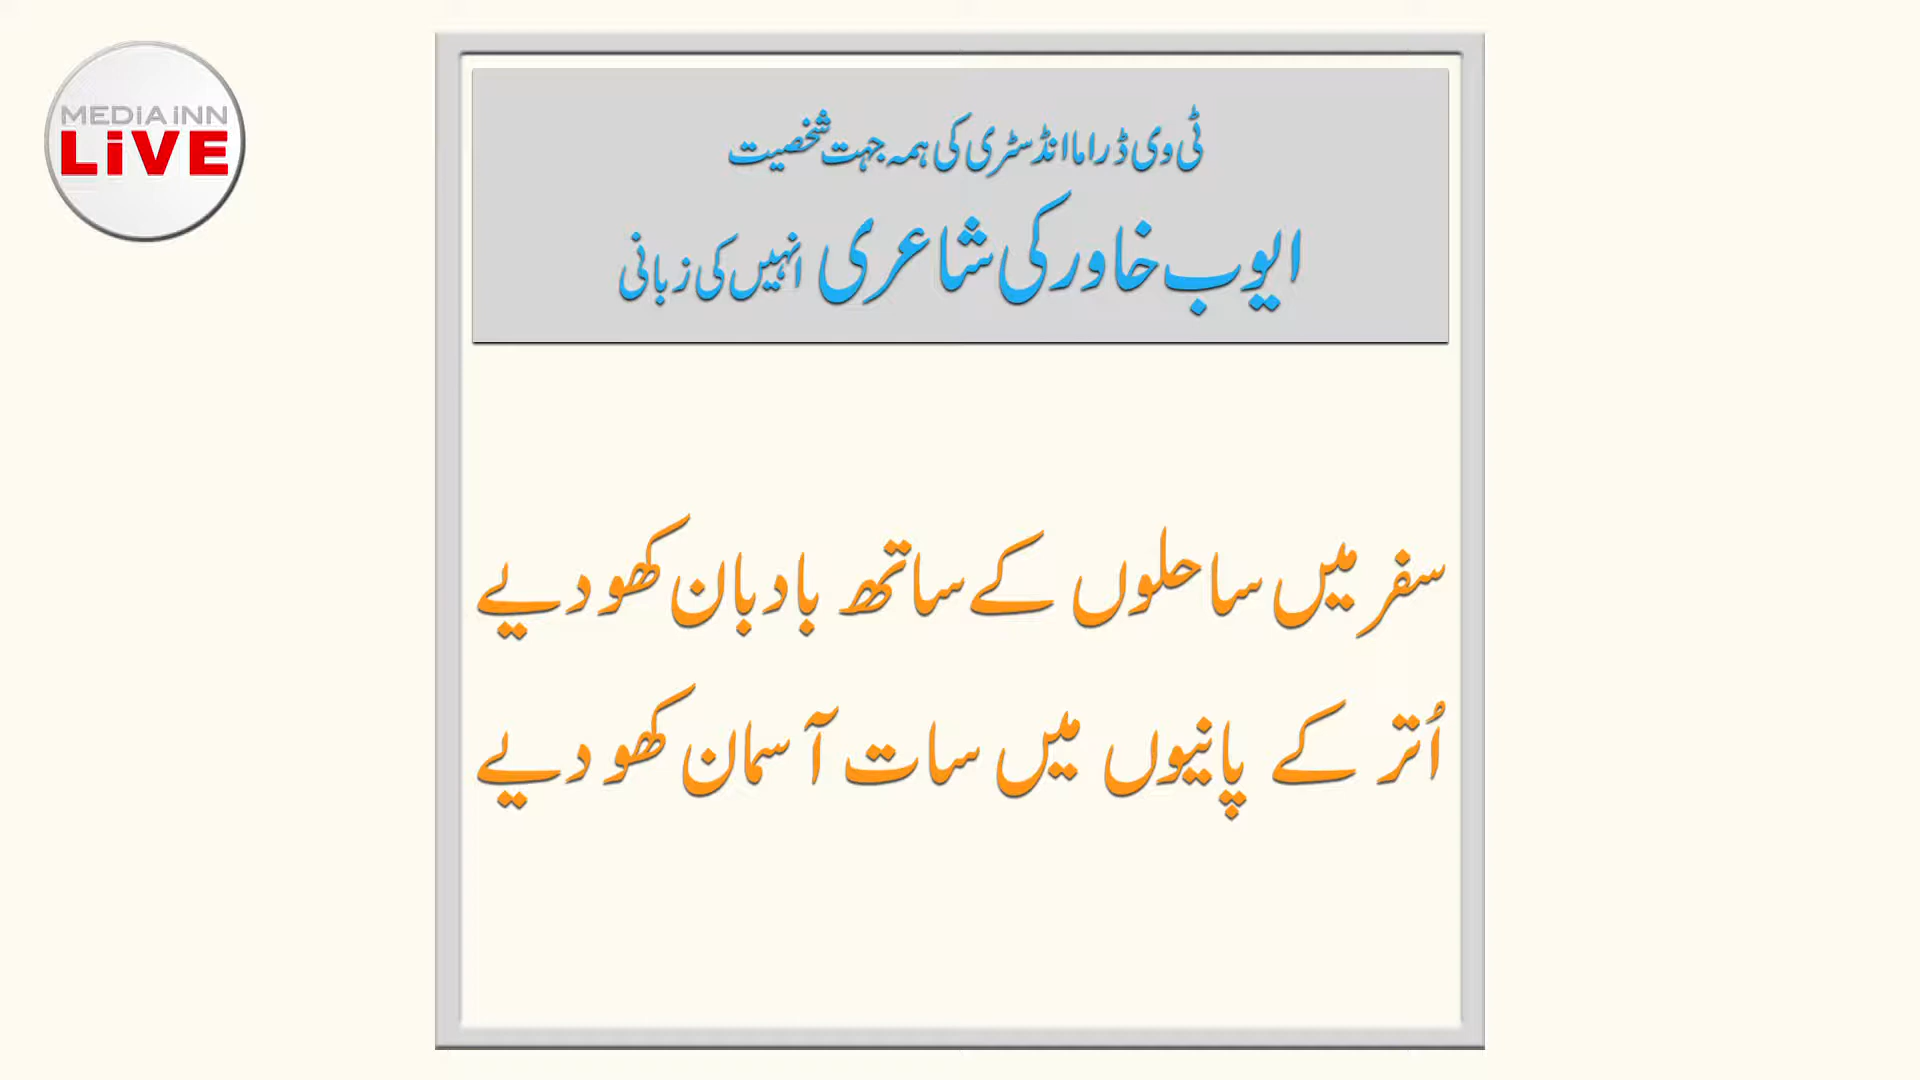 MEDIA iNN
LiVE
ٹی وی ڈراما انڈسٹری کی ہمہ جہت شخصیت
ایوب خاور کی شاعری انہیں کی زبانی
سفر میں ساحلوں کے ساتھ بادبان کھو دیے
اُتر کے پانیوں میں سات آسمان کھو دیے